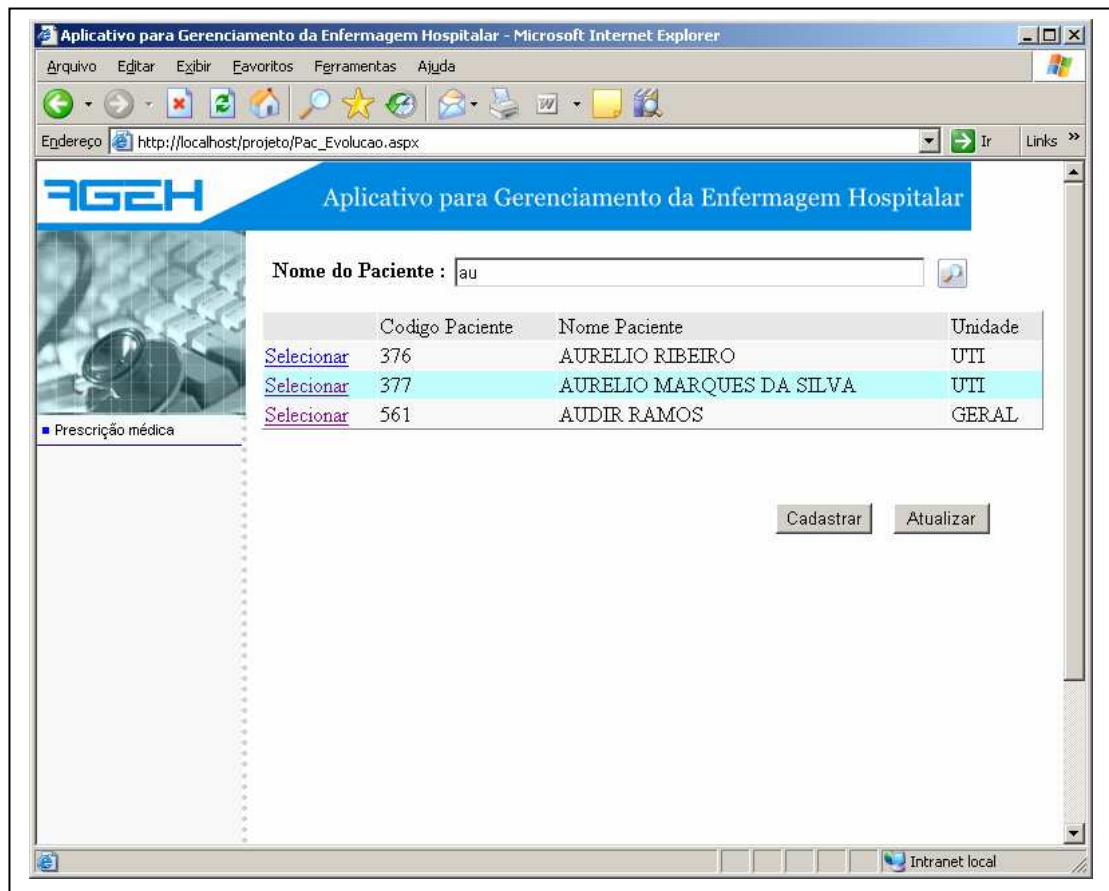 Aplicativo para Gerenciamento da Enfermagem Hospitalar - Microsoft Internet Explorer
Arquivo Editar Exibir Favoritos Ferramentas Ajuda
Endereço http://localhost/projeto/Pac_Evolucao.aspx Ir Links »
AGEH Aplicativo para Gerenciamento da Enfermagem Hospitalar
Nome do Paciente : au
Codigo Paciente Nome Paciente Unidade
Selecionar 376 AURELIO RIBEIRO UTI
Selecionar 377 AURELIO MARQUES DA SILVA UTI
Selecionar 561 AUDIR RAMOS GERAL
Prescrição médica
Cadastrar Atualizar
Intranet local